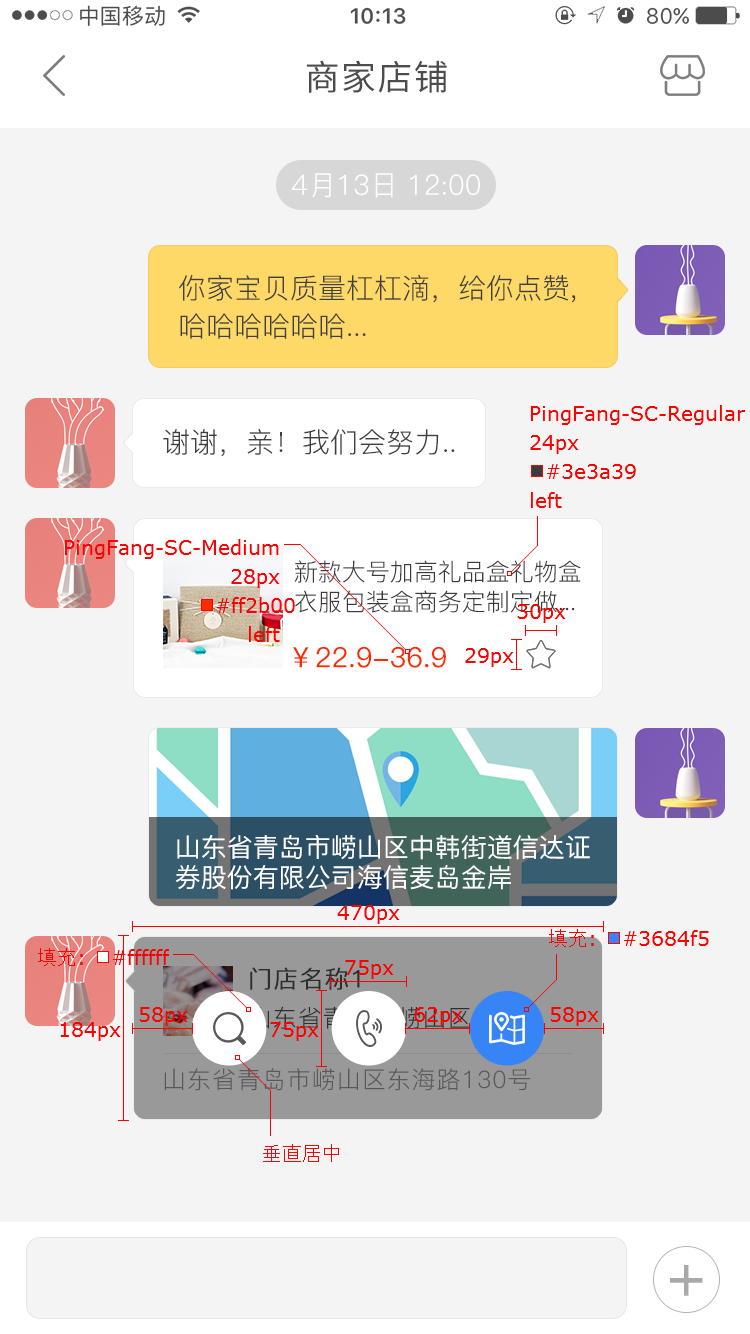 中国移动
10:13
80%
商家店铺
4月13日 12:00
你家宝贝质量杠杠滴，给你点赞，
哈哈哈哈哈哈...
谢谢，亲！我们会努力..
PingFang-SC-Regular
24px
#3e3a39
left
PingFang-SC-Medium
28px
#ff2b00
left
新款大号加高礼品盒礼物盒
衣服包装盒商务定制定做...
30px
¥22.9-36.9
29px
山东省青岛市崂山区中韩街道信达证
券股份有限公司海信麦岛金岸
470px
填充: #ffffff
填充: #3684f5
门店名称1
75px
58px
山东省青
崂山区
62px
58px
184px
75px
山东省青岛市崂山区东海路130号
垂直居中